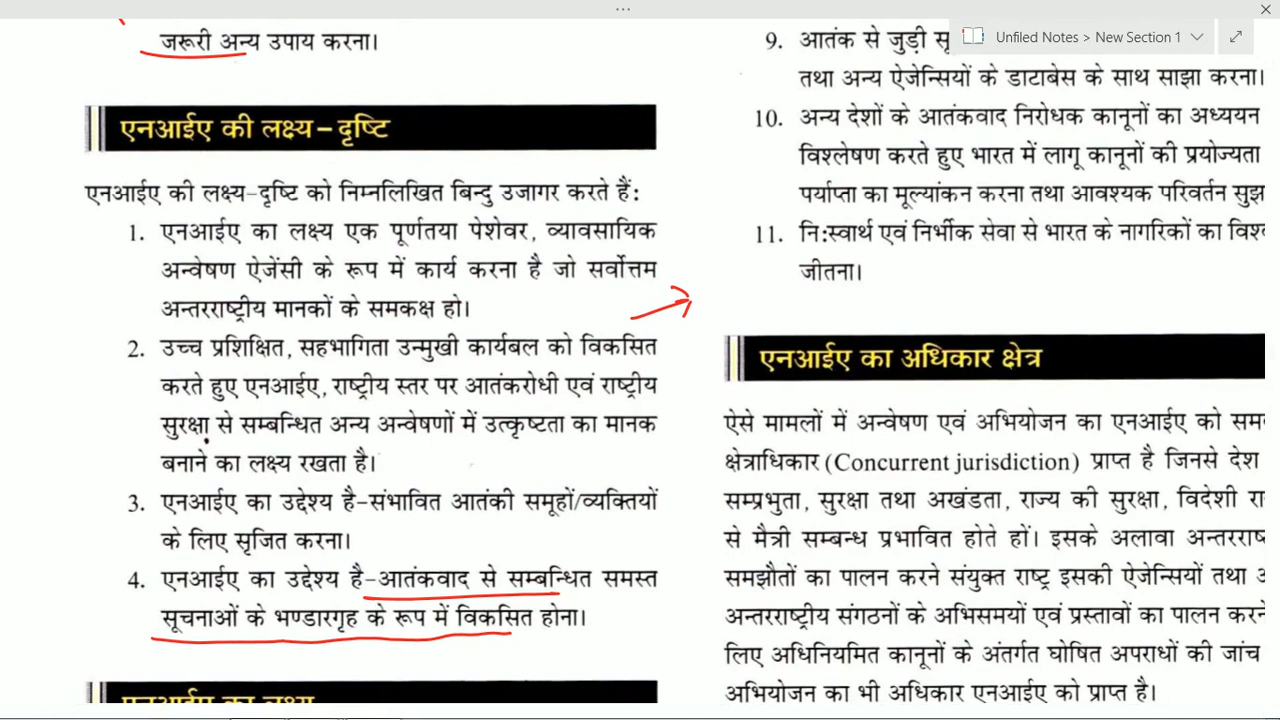 Unfiled Notes > New Section 1
जरूरी अन्य उपाय करना।
एनआईए की लक्ष्य-दृष्टि
एनआईए की लक्ष्य-दृष्टि को निम्नलिखित बिन्दु उजागर करते हैं:
1. एनआईए का लक्ष्य एक पूर्णतया पेशेवर, व्यावसायिक
अन्वेषण ऐजेंसी के रूप में कार्य करना है जो सर्वोत्तम
अन्तरराष्ट्रीय मानकों के समकक्ष हो।
2. उच्च प्रशिक्षित, सहभागिता उन्मुखी कार्यबल को विकसित
करते हुए एनआईए, राष्ट्रीय स्तर पर आतंकरोधी एवं राष्ट्रीय
सुरक्षा से सम्बन्धित अन्य अन्वेषणों में उत्कृष्टता का मानक
बनाने का लक्ष्य रखता है।
3. एनआईए का उद्देश्य है-संभावित आतंकी समूहों/व्यक्तियों
के लिए सृजित करना।
4. एनआईए का उद्देश्य है-आतंकवाद से सम्बन्धित समस्त
सूचनाओं के भण्डारगृह के रूप में विकसित होना।
एनआईए का लक्ष्य
9. आतंक से जुड़ी
तथा अन्य ऐजेन्सियों के डाटाबेस के साथ साझा करना।
10. अन्य देशों के आतंकवाद निरोधक कानूनों का अध्ययन
विश्लेषण करते हुए भारत में लागू कानूनों की प्रयोज्यता
पर्याप्ता का मूल्यांकन करना तथा आवश्यक परिवर्तन
11. नि:स्वार्थ एवं निर्भीक सेवा से भारत के नागरिकों का
जीतना।
एनआईए का अधिकार क्षेत्र
ऐसे मामलों में अन्वेषण एवं अभियोजन का एनआईए को
क्षेत्राधिकार (Concurrent jurisdiction) प्राप्त है जिनसे देश
सम्प्रभुता, सुरक्षा तथा अखंडता, राज्य की सुरक्षा, विदेशी
से मैत्री सम्बन्ध प्रभावित होते हों। इसके अलावा
समझौतों का पालन करने संयुक्त राष्ट्र इसकी ऐजेन्सियों तथा
अन्तरराष्ट्रीय संगठनों के अभिसमयों एवं प्रस्तावों का पालन
लिए अधिनियमित कानूनों के अंतर्गत घोषित अपराधों की जांच
अभियोजन का भी अधिकार एनआईए को प्राप्त है।